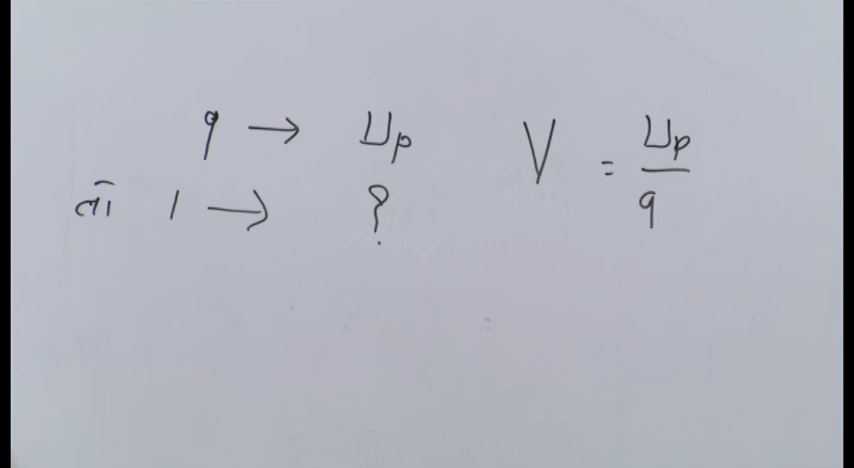 q → Up
तो 1 → ?
V = Up/q